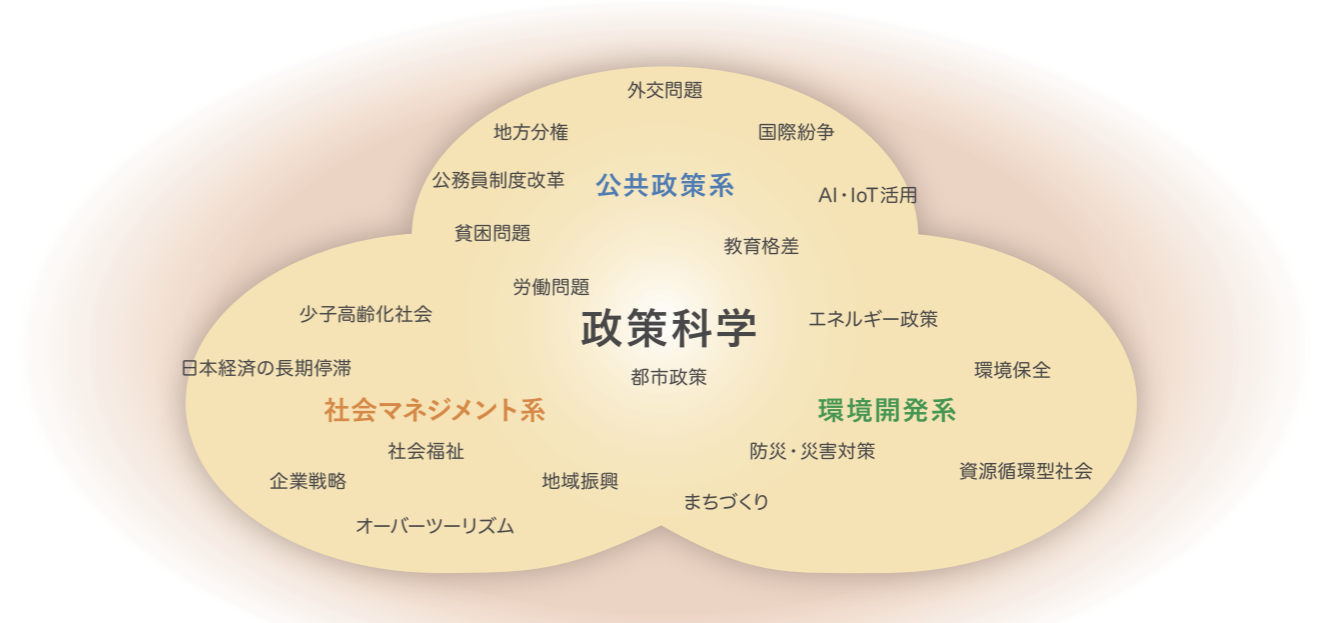 外交問題
地方分権
国際紛争
公務員制度改革
公共政策系
AI・IoT活用
貧困問題
教育格差
労働問題
少子高齢化社会
政策科学
エネルギー政策
日本経済の長期停滞
都市政策
環境保全
社会マネジメント系
環境開発系
社会福祉
防災・災害対策
企業戦略
地域振興
資源循環型社会
まちづくり
オーバーツーリズム